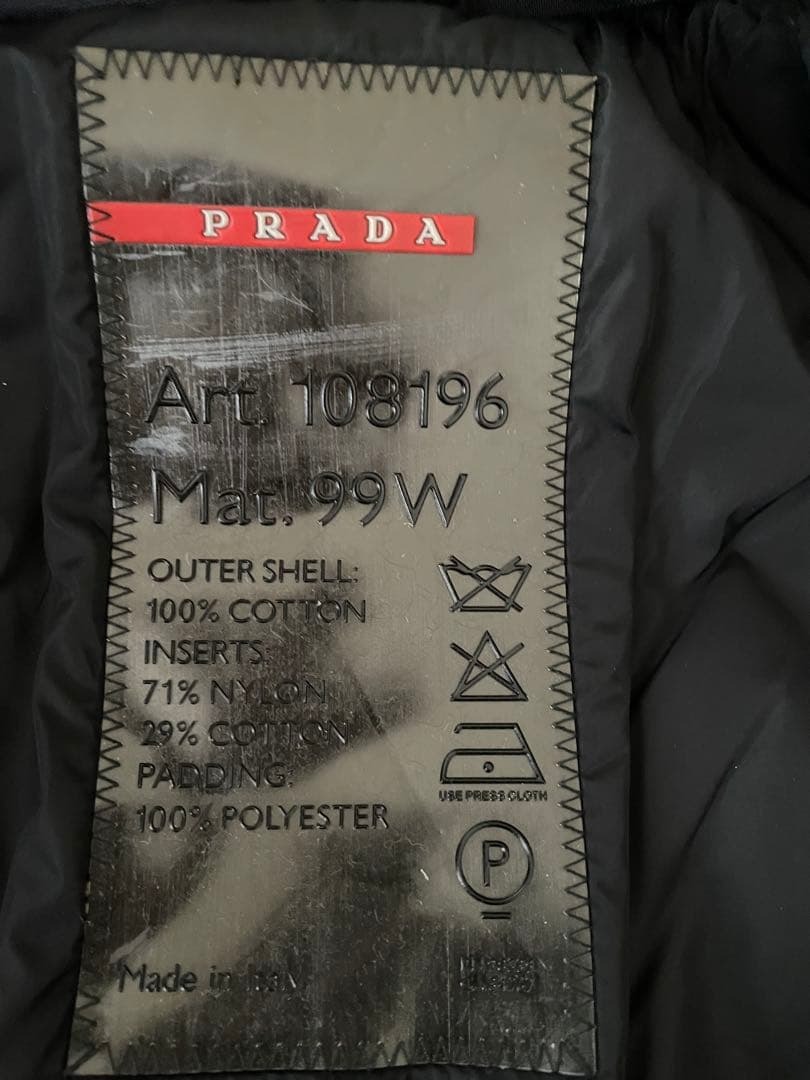 PRADA
Art. 108196
Mat. 99W
OUTER SHELL:
100% COTTON
INSERTS:
71% NYLON
29% COTTON
PADDING:
100% POLYESTER
USE PRESS CLOTH
P
Made in Italy